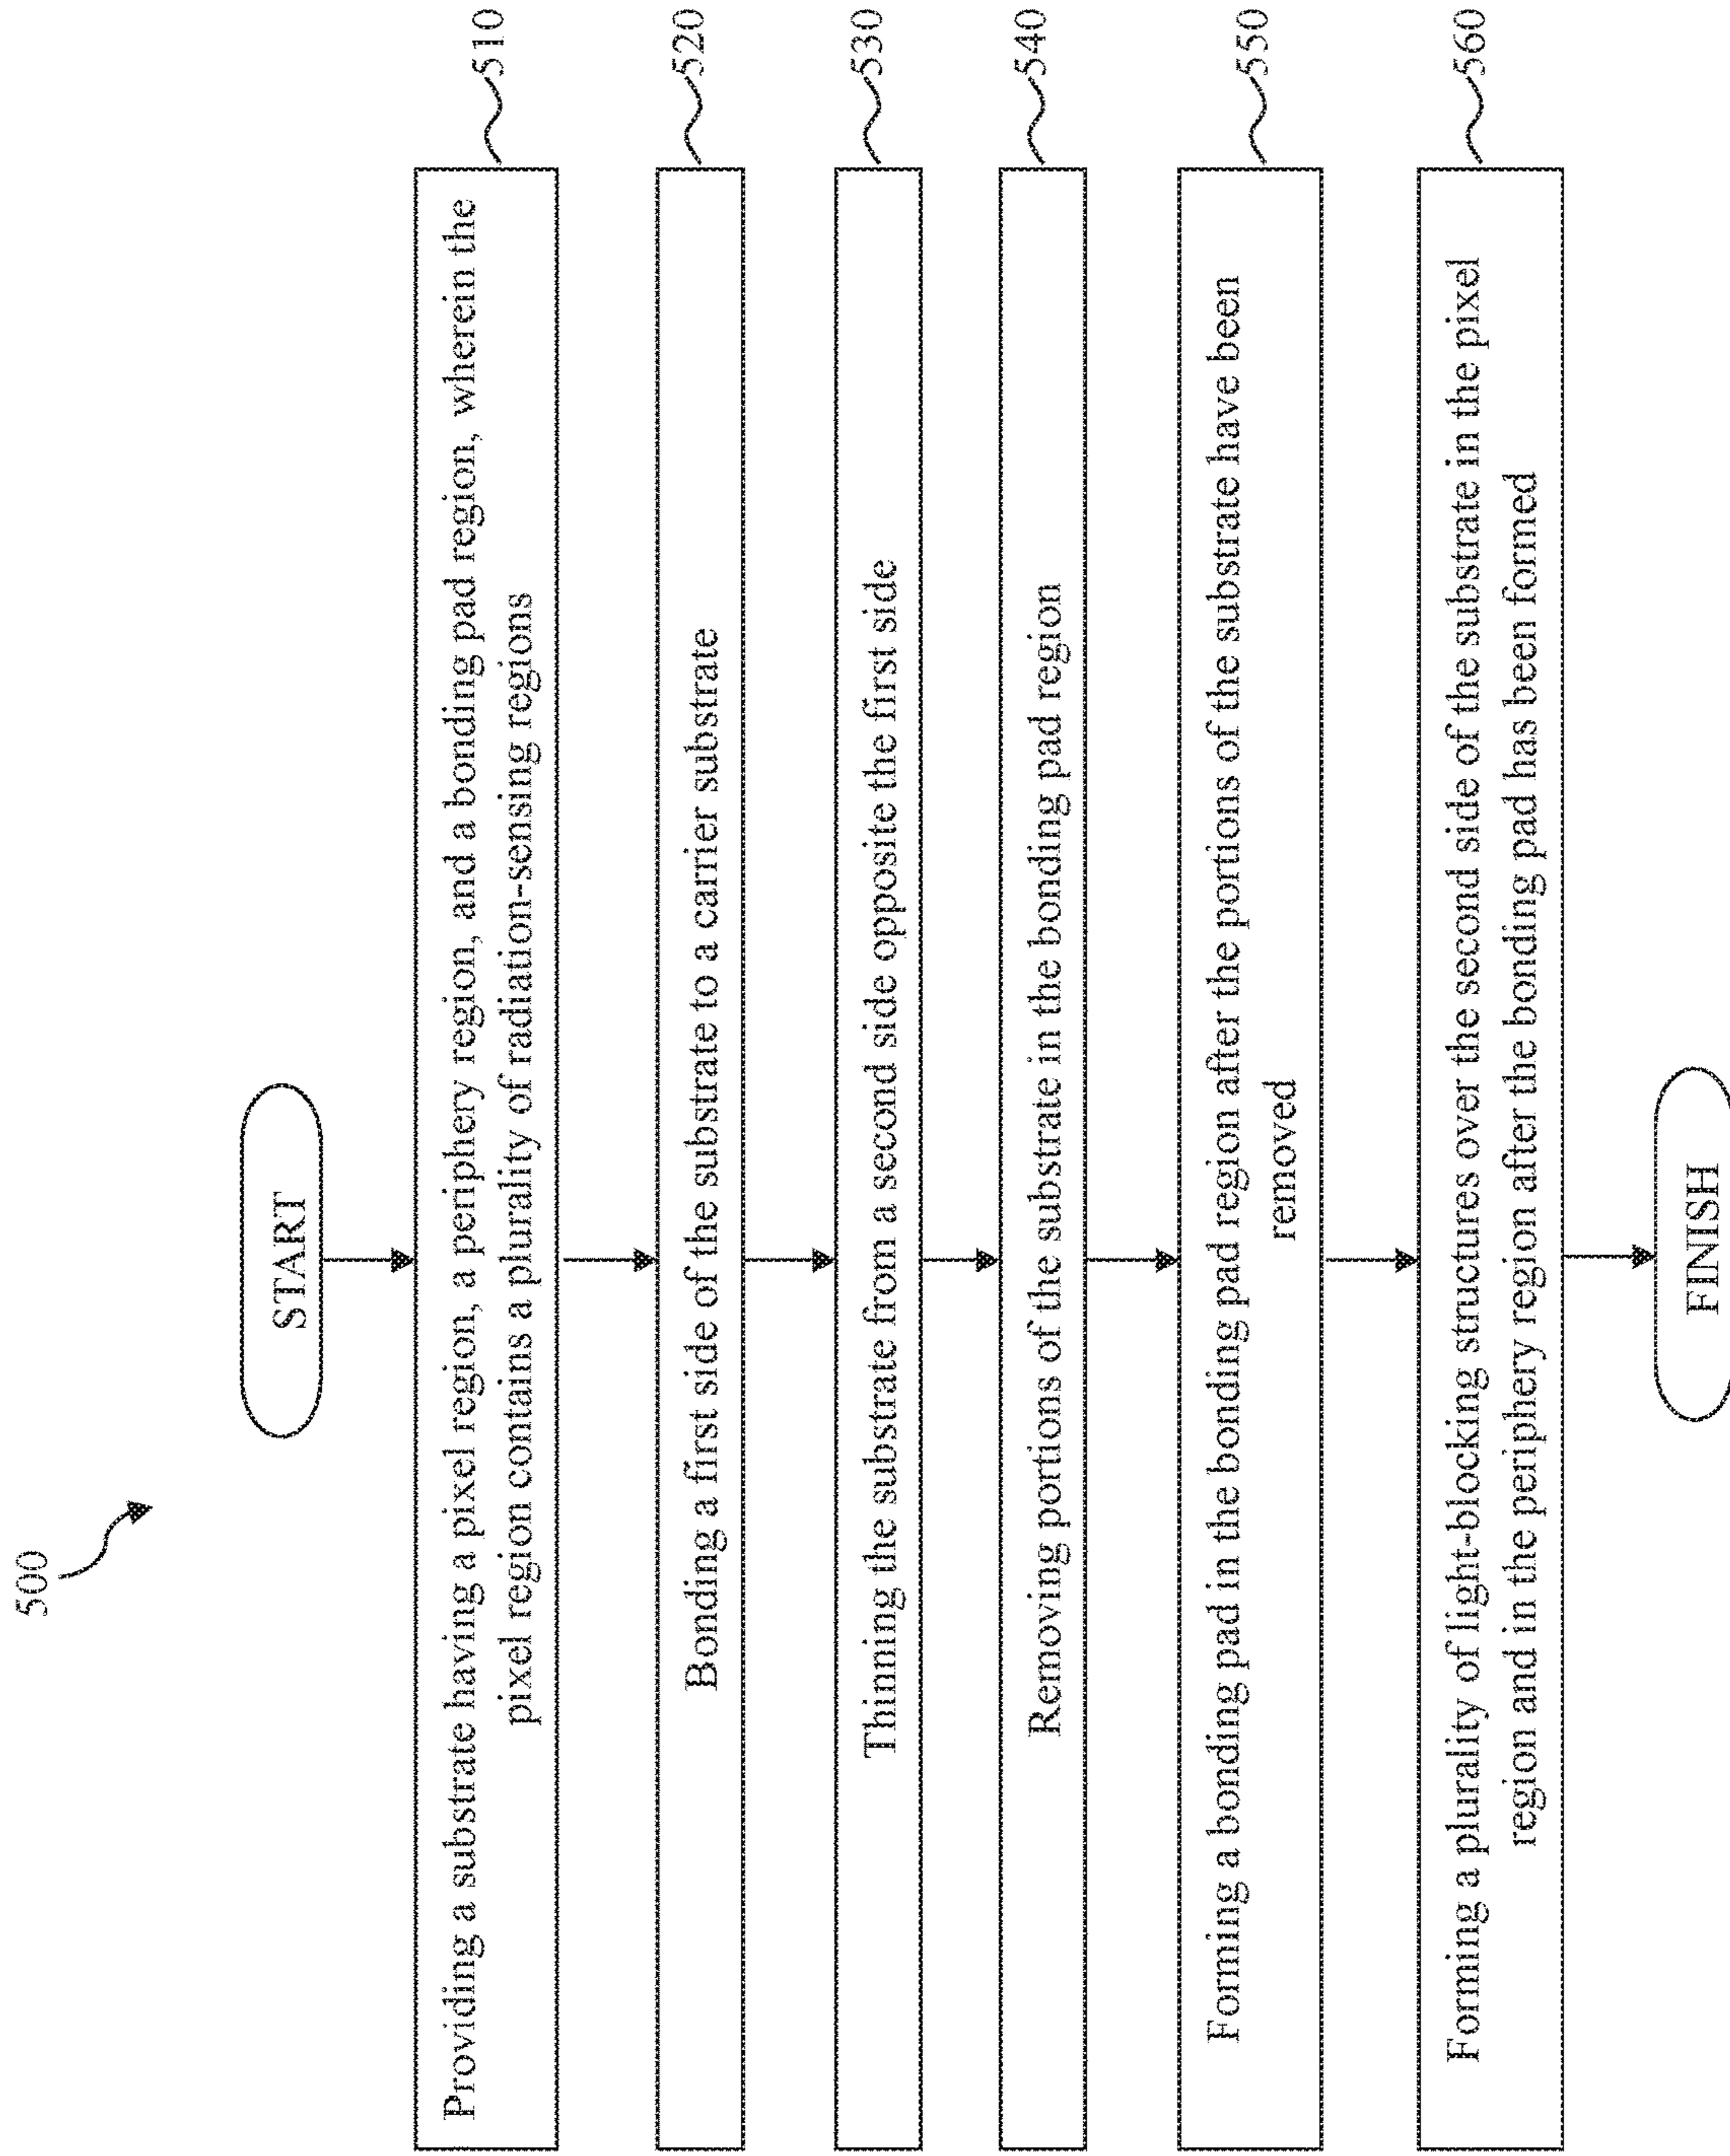 500
START
Providing a substrate having a pixel region, a periphery region, and a bonding pad region, wherein the
pixel region contains a plurality of radiation-sensing regions
510
Bonding a first side of the substrate to a carrier substrate
520
Thinning the substrate from a second side opposite the first side
530
Removing portions of the substrate in the bonding pad region
540
Forming a bonding pad in the bonding pad region after the portions of the substrate have been
removed
550
Forming a plurality of light-blocking structures over the second side of the substrate in the pixel
region and in the periphery region after the bonding pad has been formed
560
FINISH